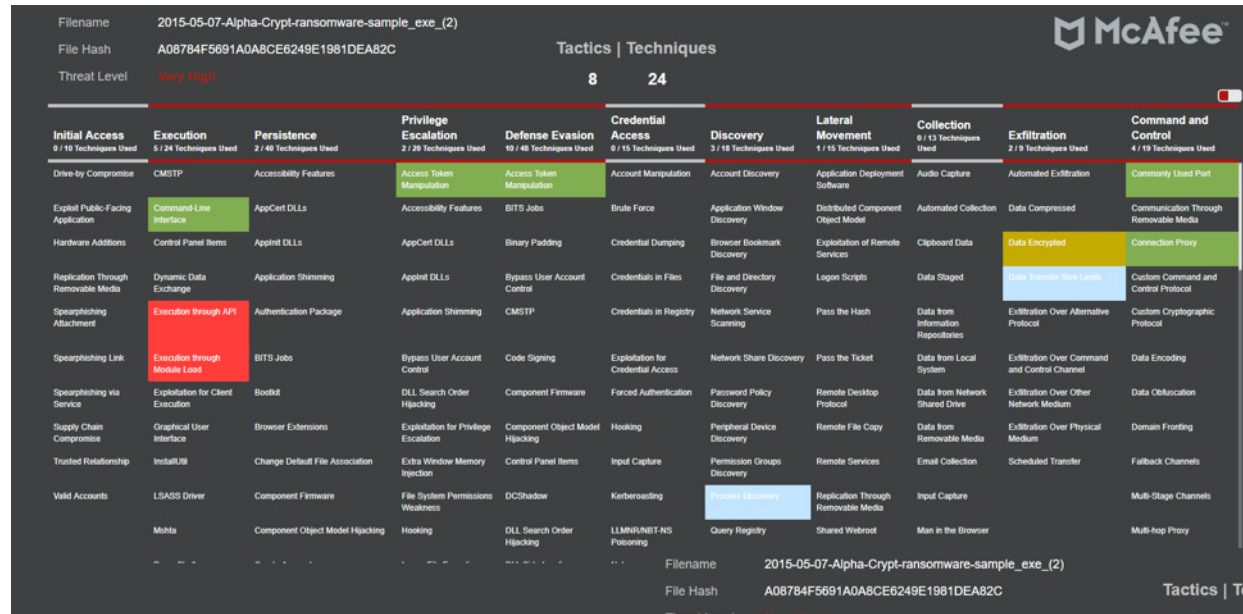 Filename 2015-05-07-Alpha-Crypt-ransomware-sample_exe_(2)
File Hash A08784F5691A0A8CE6249E1981DEA82C
Threat Level Very High
Tactics | Techniques
8 24
McAfee™
Initial Access
0 / 10 Techniques Used
Drive-by Compromise
Exploit Public-Facing
Application
Hardware Additions
Replication Through
Removable Media
Spearphishing
Attachment
Spearphishing Link
Spearphishing via
Service
Supply Chain
Compromise
Trusted Relationship
Valid Accounts
Execution
5 / 24 Techniques Used
CMSTP
Command-Line
Interface
Control Panel Items
Dynamic Data
Exchange
Execution through API
Execution through
Module Load
Exploitation for Client
Execution
Graphical User
Interface
InstallUtil
LSASS Driver
Mshta
Persistence
2 / 40 Techniques Used
Accessibility Features
AppCert DLLs
AppInit DLLs
Application Shimming
Authentication Package
BITS Jobs
Bootkit
Browser Extensions
Change Default File Association
Component Firmware
Component Object Model Hijacking
Privilege
Escalation
2 / 20 Techniques Used
Access Token
Manipulation
Accessibility Features
AppCert DLLs
AppInit DLLs
Application Shimming
Bypass User Account
Control
DLL Search Order
Hijacking
Exploitation for Privilege
Escalation
Extra Window Memory
Injection
File System Permissions
Weakness
Hooking
Defense Evasion
10 / 48 Techniques Used
Access Token
Manipulation
BITS Jobs
Binary Padding
Bypass User Account
Control
CMSTP
Code Signing
Component Firmware
Component Object Model
Hijacking
Control Panel Items
DCShadow
DLL Search Order
Hijacking
Credential
Access
0 / 15 Techniques Used
Account Manipulation
Brute Force
Credential Dumping
Credentials in Files
Credentials in Registry
Exploitation for
Credential Access
Forced Authentication
Hooking
Input Capture
Kerberoasting
LLMNR/NBT-NS
Poisoning
Discovery
3 / 18 Techniques Used
Account Discovery
Application Window
Discovery
Browser Bookmark
Discovery
File and Directory
Discovery
Network Service
Scanning
Network Share Discovery
Password Policy
Discovery
Peripheral Device
Discovery
Permission Groups
Discovery
Process Discovery
Query Registry
Lateral
Movement
1 / 15 Techniques Used
Application Deployment
Software
Distributed Component
Object Model
Exploitation of Remote
Services
Logon Scripts
Pass the Hash
Pass the Ticket
Remote Desktop
Protocol
Remote File Copy
Remote Services
Replication Through
Removable Media
Shared Webroot
Collection
0 / 13 Techniques
Used
Audio Capture
Automated Collection
Clipboard Data
Data Staged
Data from
Information
Repositories
Data from Local
System
Data from Network
Shared Drive
Data from
Removable Media
Email Collection
Input Capture
Man in the Browser
Exfiltration
2 / 9 Techniques Used
Automated Exfiltration
Data Compressed
Data Encrypted
Data Transfer Size Limits
Exfiltration Over Alternative
Protocol
Exfiltration Over Command
and Control Channel
Exfiltration Over Other
Network Medium
Exfiltration Over Physical
Medium
Scheduled Transfer
Command and
Control
4 / 19 Techniques Used
Commonly Used Port
Communication Through
Removable Media
Connection Proxy
Custom Command and
Control Protocol
Custom Cryptographic
Protocol
Data Encoding
Data Obfuscation
Domain Fronting
Fallback Channels
Multi-Stage Channels
Multi-hop Proxy
Filename 2015-05-07-Alpha-Crypt-ransomware-sample_exe_(2)
File Hash A08784F5691A0A8CE6249E1981DEA82C
Tactics |